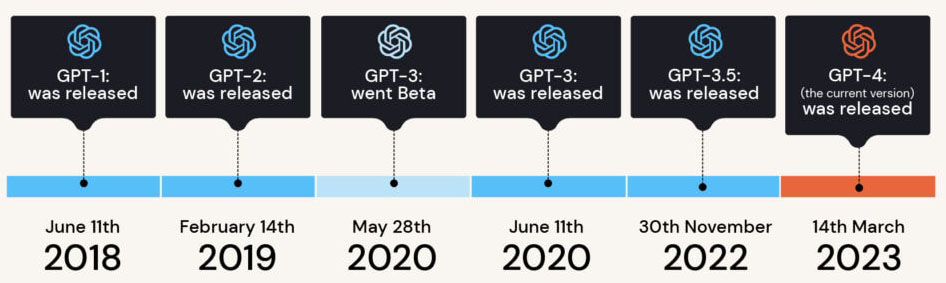 GPT-1:
was released
GPT-2:
was released
GPT-3:
went Beta
GPT-3:
was released
GPT-3.5:
was released
GPT-4:
(the current version)
was released
June 11th
2018
February 14th
2019
May 28th
2020
June 11th
2020
30th November
2022
14th March
2023